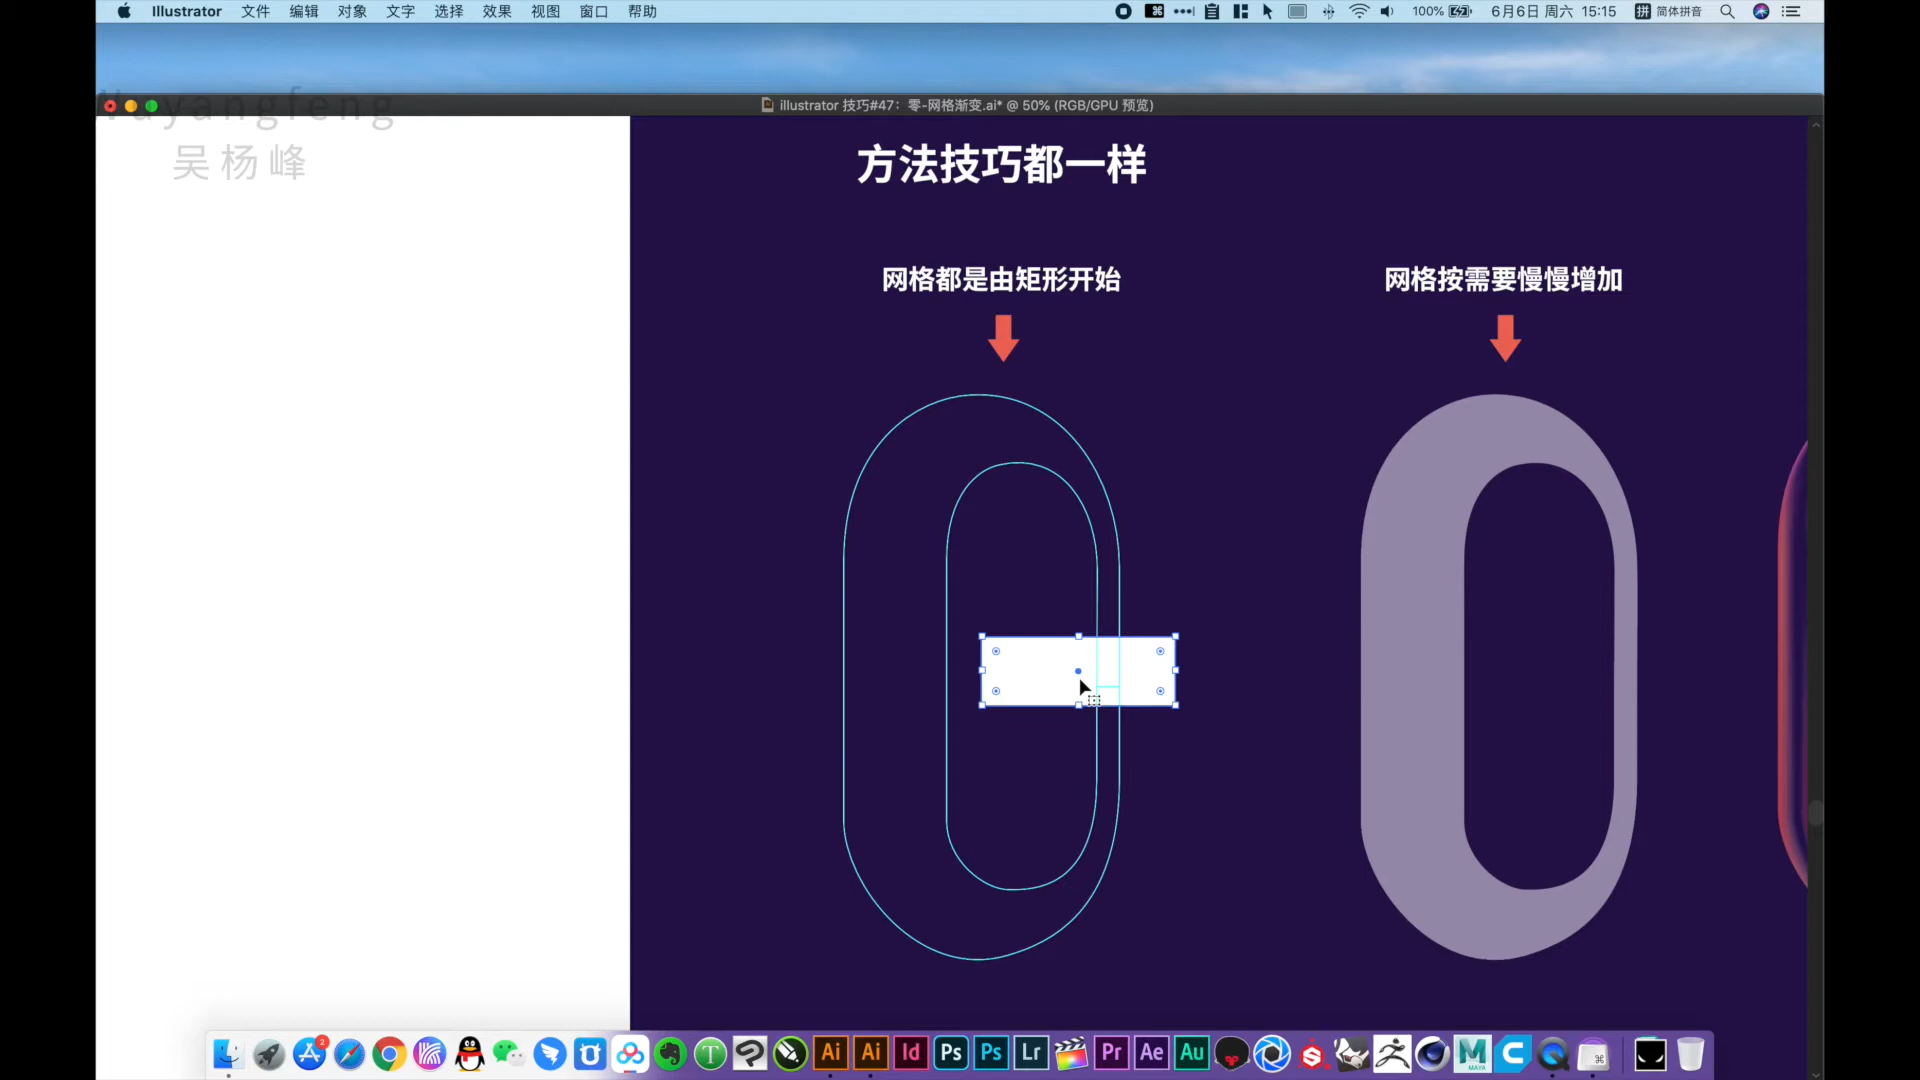 Illustrator 文件 编辑 对象 文字 选择 效果 视图 窗口 帮助
100% 6月6日 周六 15:15 拼 简体拼音
Wuyangfeng
吴杨峰
illustrator 技巧#47：零-网格渐变.ai* @ 50% (RGB/GPU 预览)
方法技巧都一样
网格都是由矩形开始
网格按需要慢慢增加
2
Ai Ai Id Ps Ps Lr Pr Ae Au
MAYA